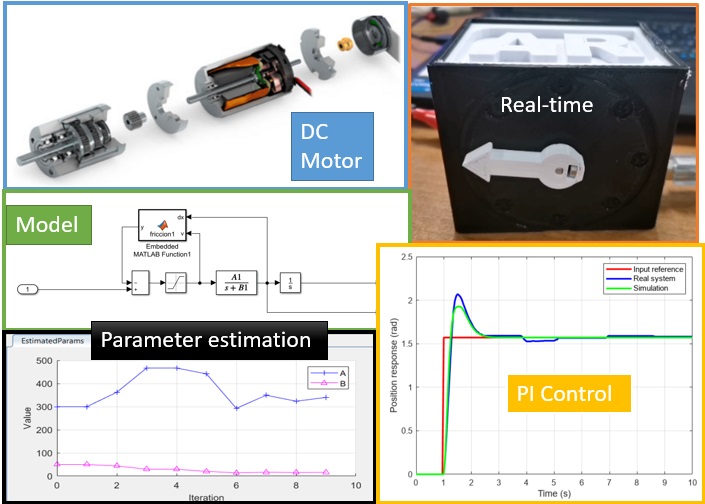 DC
Motor
AR
Real-time
Model
y
friccion1
dx
v
Embedded
MATLAB Function1
1
−
+
A1
s + B1
1
s
Parameter estimation
EstimatedParams
500
400
300
200
100
0
Value
0
2
4
6
8
10
Iteration
A
B
2.5
2
1.5
1
0.5
0
Position response (rad)
Input reference
Real system
Simulation
PI Control
0
1
2
3
4
5
6
7
8
9
10
Time (s)